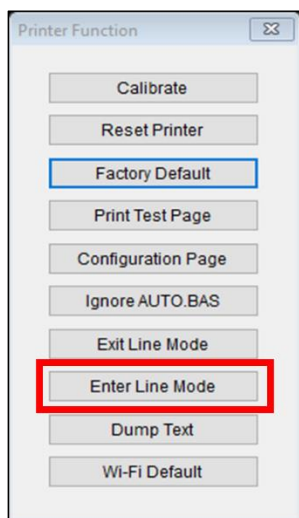 Printer Function
Calibrate
Reset Printer
Factory Default
Print Test Page
Configuration Page
Ignore AUTO.BAS
Exit Line Mode
Enter Line Mode
Dump Text
Wi-Fi Default